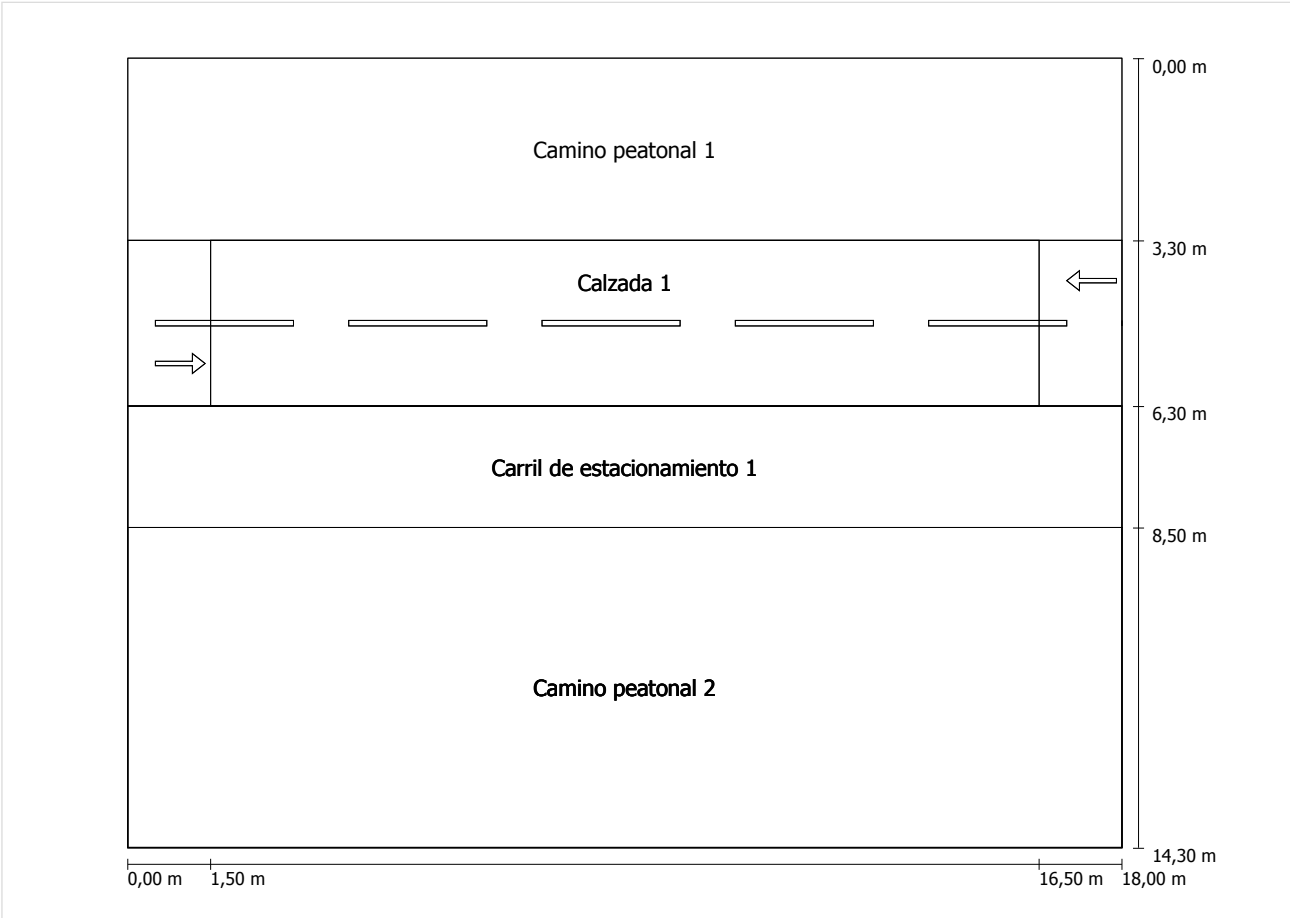 0,00 m
Camino peatonal 1
3,30 m
Calzada 1
6,30 m
Carril de estacionamiento 1
8,50 m
Camino peatonal 2
14,30 m
0,00 m 1,50 m 16,50 m 18,00 m